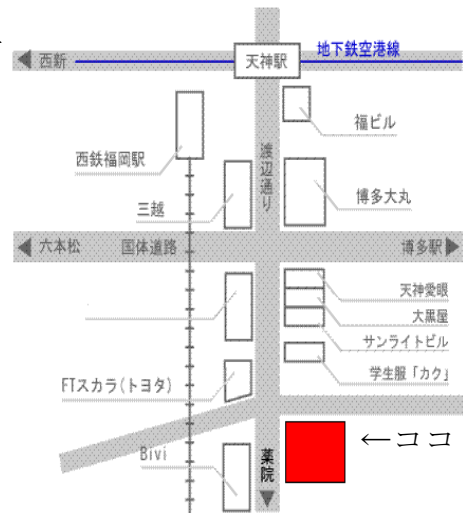 地下鉄空港線
◀ 西新
天神駅
福ビル
西鉄福岡駅
渡辺通り
三越
博多大丸
◀ 六本松
国体道路
博多駅 ▶
天神愛眼
大黒屋
サンライトビル
学生服「カク」
FTスカラ(トヨタ)
←ココ
Bivi
薬院